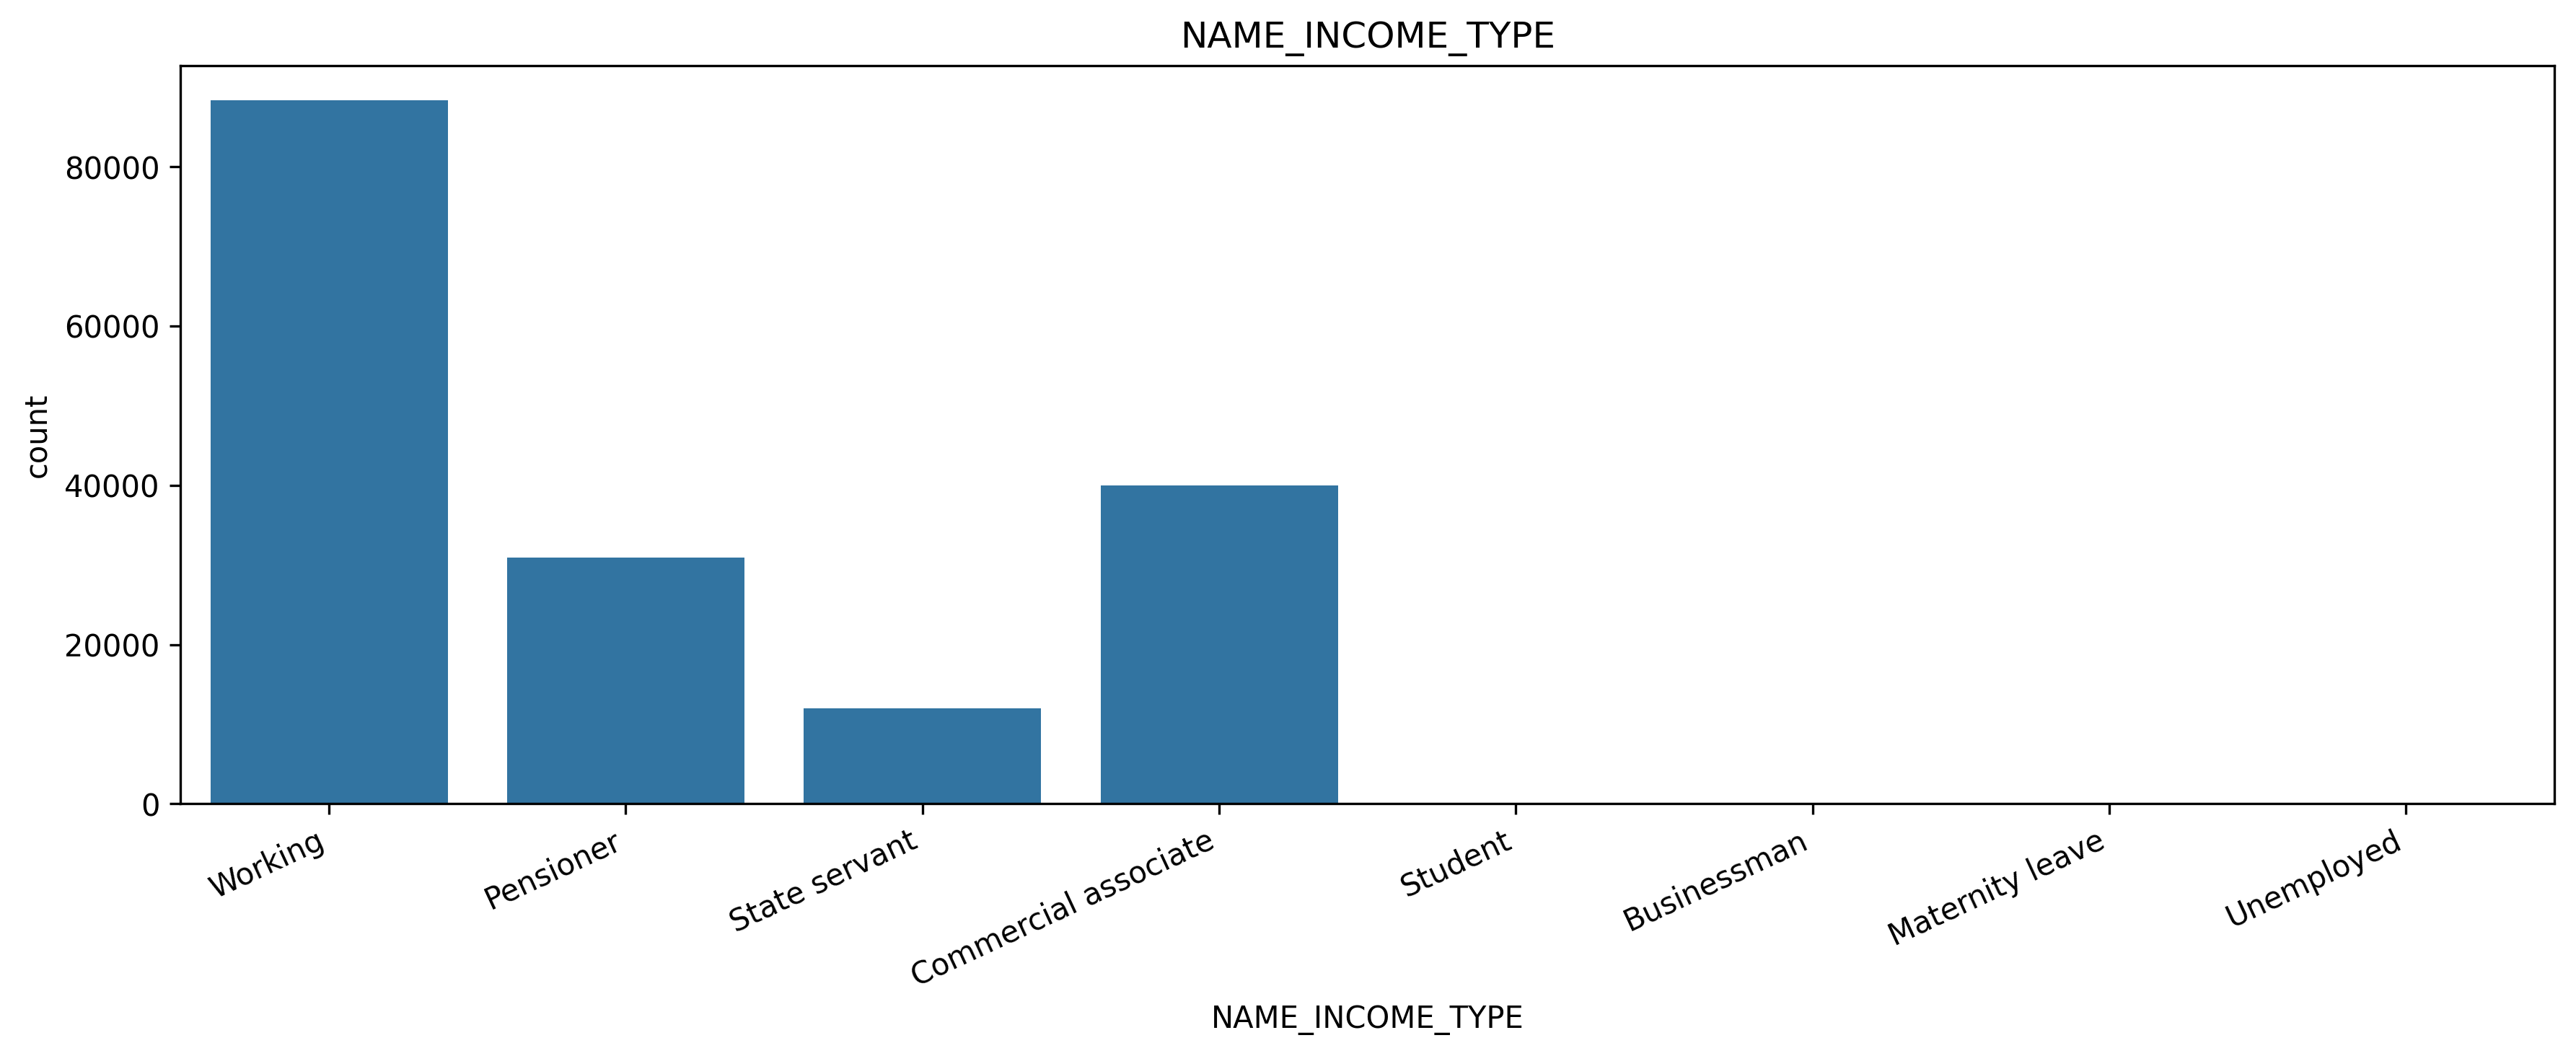 NAME_INCOME_TYPE
80000
60000
40000
20000
0
count
Working
Pensioner
State servant
Commercial associate
Student
Businessman
Maternity leave
Unemployed
NAME_INCOME_TYPE